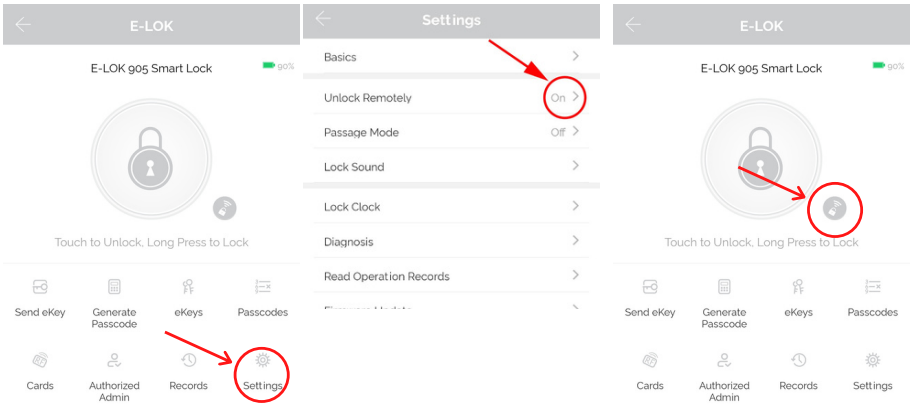 E-LOK
E-LOK 905 Smart Lock
90%
Touch to Unlock, Long Press to Lock
Send eKey
Generate
Passcode
eKeys
Passcodes
Cards
Authorized
Admin
Records
Settings
Settings
Basics
Unlock Remotely
On
Passage Mode
Off
Lock Sound
Lock Clock
Diagnosis
Read Operation Records
E-LOK
E-LOK 905 Smart Lock
90%
Touch to Unlock, Long Press to Lock
Send eKey
Generate
Passcode
eKeys
Passcodes
Cards
Authorized
Admin
Records
Settings